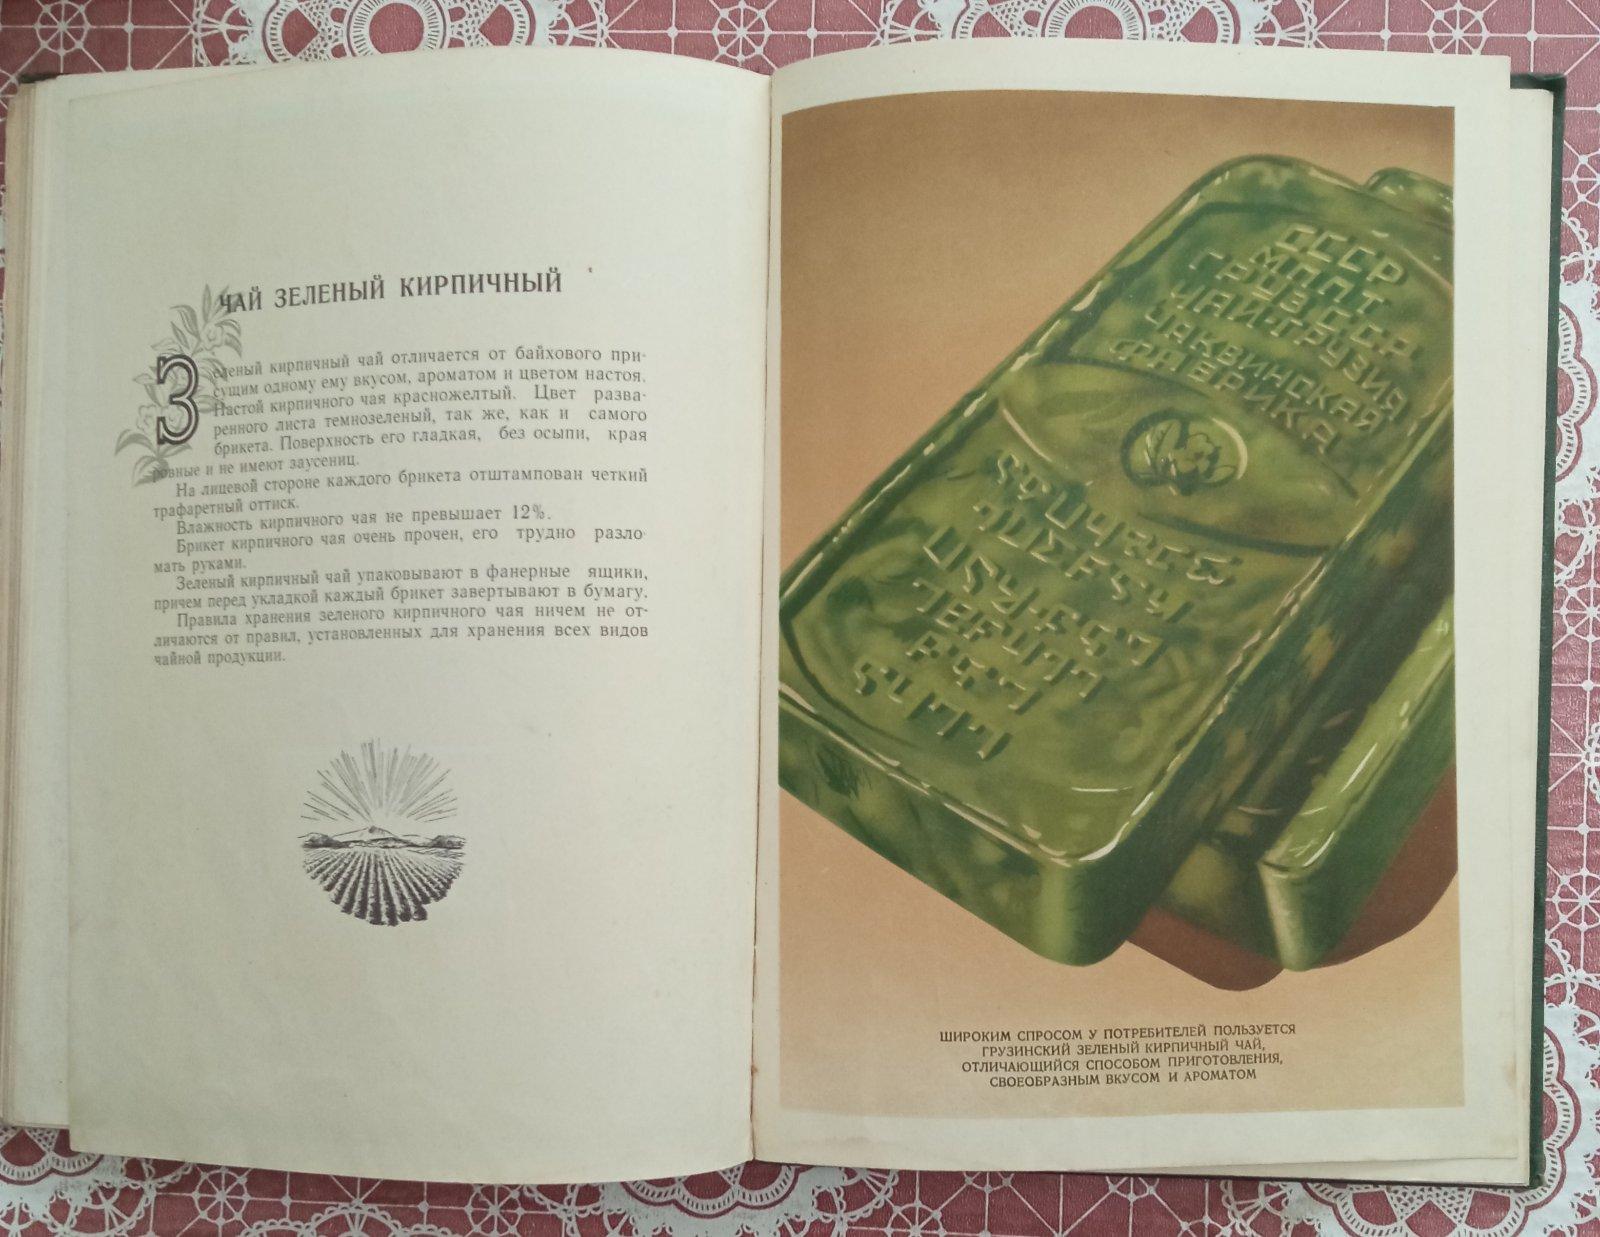 ЧАЙ ЗЕЛЕНЫЙ КИРПИЧНЫЙ
Зеленый кирпичный чай отличается от байхового при-
сущим одному ему вкусом, ароматом и цветом настоя.
Настой кирпичного чая красножелтый. Цвет разва-
ренного листа темнозеленый, так же, как и самого
брикета. Поверхность его гладкая, без осыпи, края
ровные и не имеют заусениц.
На лицевой стороне каждого брикета отштампован четкий
трафаретный оттиск.
Влажность кирпичного чая не превышает 12%.
Брикет кирпичного чая очень прочен, его трудно разло-
мать руками.
Зеленый кирпичный чай упаковывают в фанерные ящики,
причем перед укладкой каждый брикет завертывают в бумагу.
Правила хранения зеленого кирпичного чая ничем не от-
личаются от правил, установленных для хранения всех видов
чайной продукции.
СССР
МППТ
ГРУЗ.ССР.
ЧАЙ-ГРУЗИЯ
ЧАКВИНСКАЯ
ФАБРИКА
ШИРОКИМ СПРОСОМ У ПОТРЕБИТЕЛЕЙ ПОЛЬЗУЕТСЯ
ГРУЗИНСКИЙ ЗЕЛЕНЫЙ КИРПИЧНЫЙ ЧАЙ,
ОТЛИЧАЮЩИЙСЯ СПОСОБОМ ПРИГОТОВЛЕНИЯ,
СВОЕОБРАЗНЫМ ВКУСОМ И АРОМАТОМ